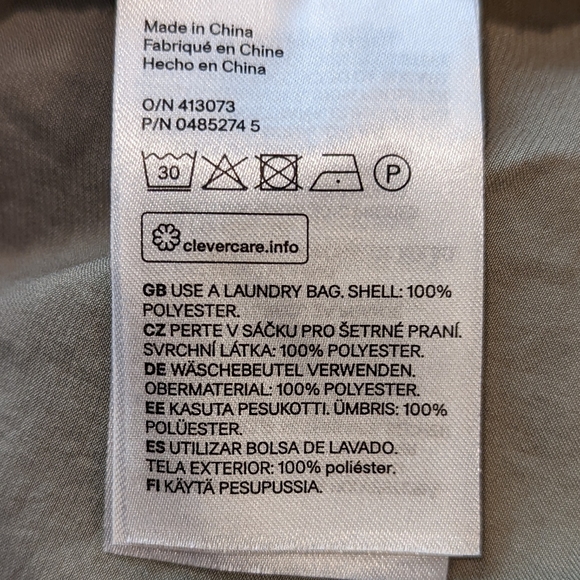 Made in China
Fabriqué en Chine
Hecho en China
O/N 413073
P/N 0485274 5
30 P
clevercare.info
GB USE A LAUNDRY BAG. SHELL: 100%
POLYESTER.
CZ PERTE V SÁČKU PRO ŠETRNÉ PRANÍ.
SVRCHNÍ LÁTKA: 100% POLYESTER.
DE WÄSCHEBEUTEL VERWENDEN.
OBERMATERIAL: 100% POLYESTER.
EE KASUTA PESUKOTTI. ÜMBRIS: 100%
POLÜESTER.
ES UTILIZAR BOLSA DE LAVADO.
TELA EXTERIOR: 100% poliéster.
FI KÄYTÄ PESUPUSSIA.